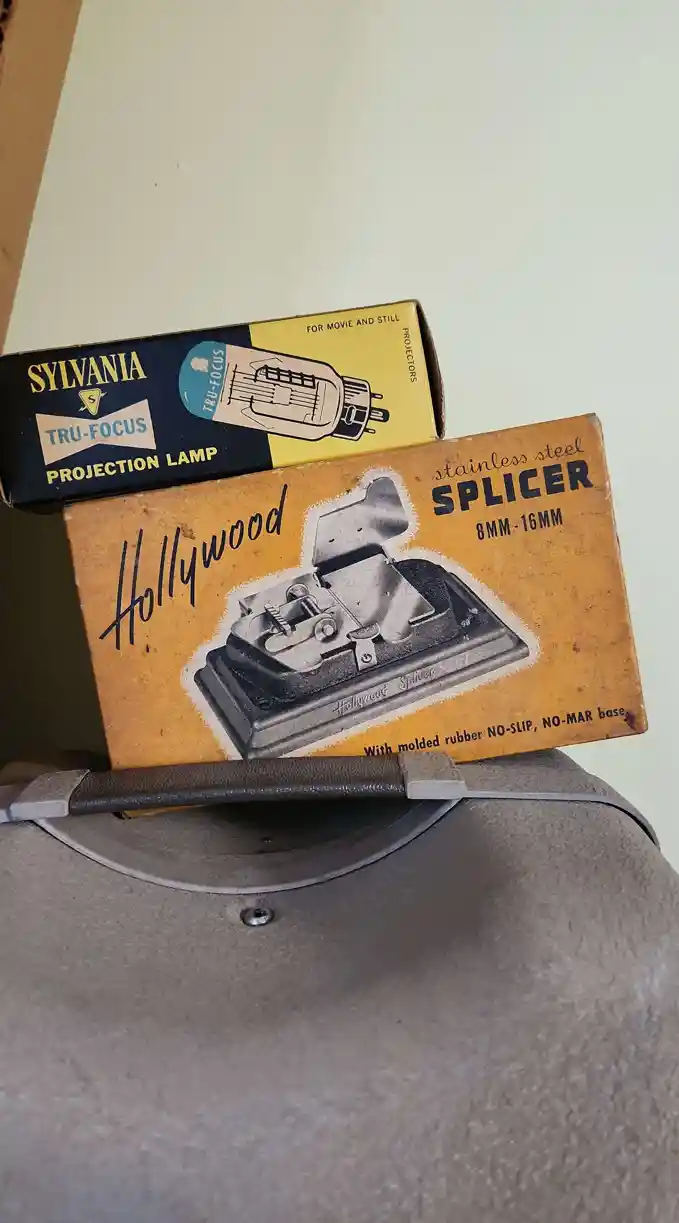 SYLVANIA
S
TRU-FOCUS
PROJECTION LAMP
TRU-FOCUS
FOR MOVIE AND STILL
PROJECTORS
Hollywood
stainless steel
SPLICER
8MM-16MM
Hollywood Splicer
With molded rubber NO-SLIP, NO-MAR base.